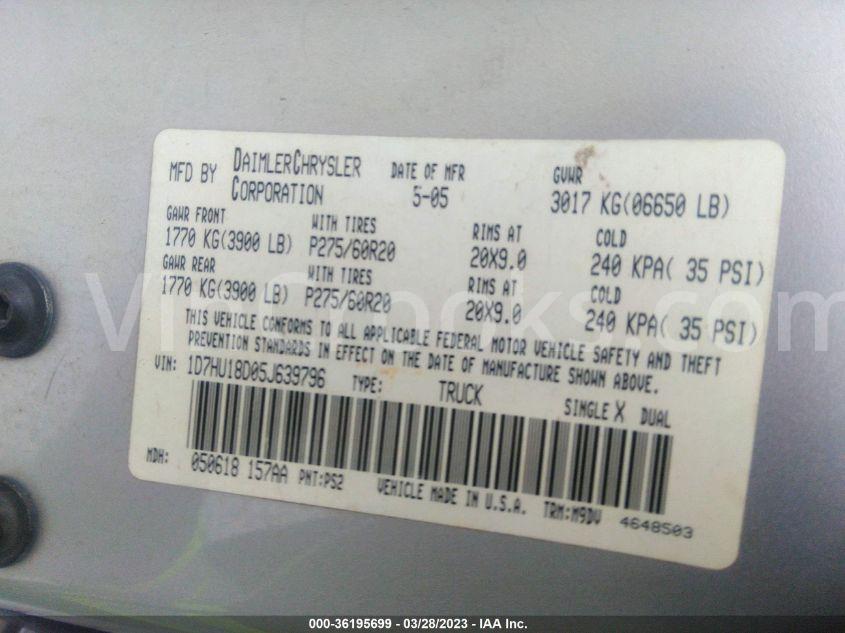 MFD BY DAIMLERCHRYSLER CORPORATION
DATE OF MFR 5-05
GVWR 3017 KG(06650 LB)
GAWR FRONT WITH TIRES RIMS AT COLD
1770 KG(3900 LB) P275/60R20 20X9.0 240 KPA( 35 PSI)
GAWR REAR WITH TIRES RIMS AT COLD
1770 KG(3900 LB) P275/60R20 20X9.0 240 KPA( 35 PSI)
THIS VEHICLE CONFORMS TO ALL APPLICABLE FEDERAL MOTOR VEHICLE SAFETY AND THEFT
PREVENTION STANDARDS IN EFFECT ON THE DATE OF MANUFACTURE SHOWN ABOVE.
VIN: 1D7HU18D05J639796 TYPE: TRUCK SINGLE X DUAL
MDH: 050618 157AA PNT:PS2 VEHICLE MADE IN U.S.A. TRM:M9DV 4648503
000-36195699 - 03/28/2023 - IAA Inc.